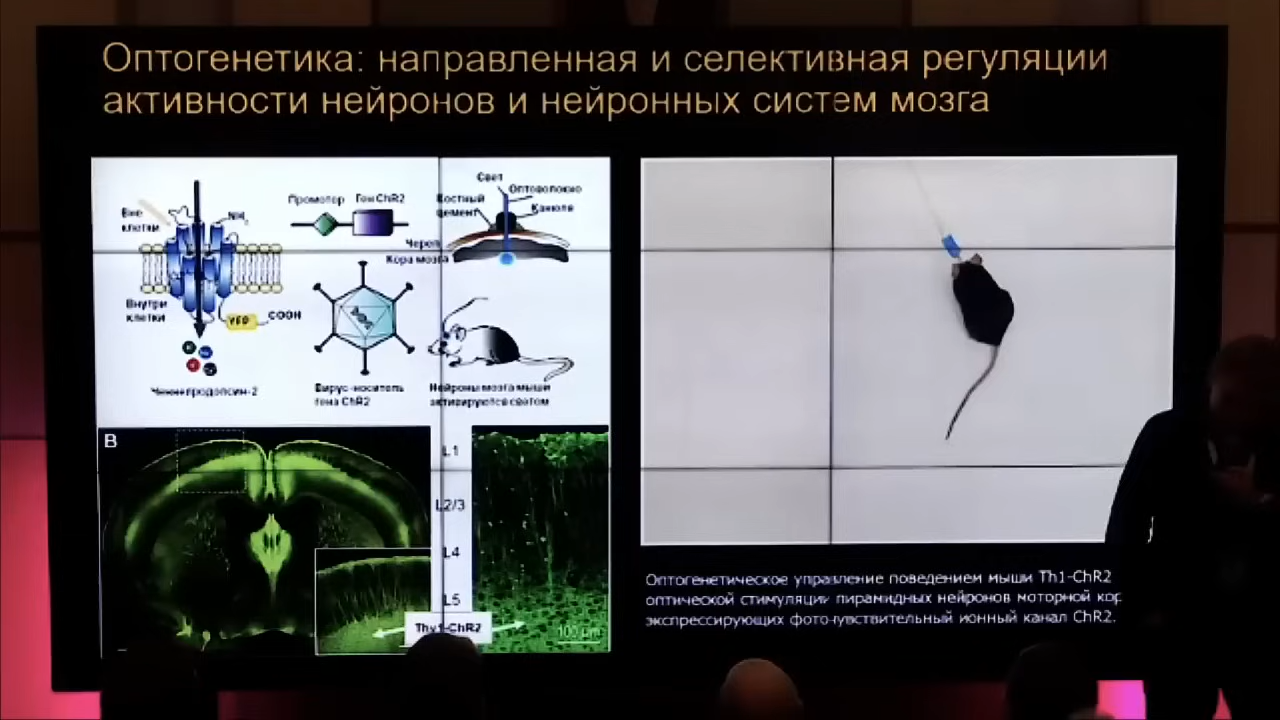 Оптогенетика: направленная и селективная регуляции
активности нейронов и нейронных систем мозга
Вне
клетки
NH
Внутри
клетки
YFP
COOH
Промотор
Ген ChR2
Вирус-носитель
гена ChR2
Свет
Оптоволокно
Костный
цемент
Канюля
Череп
Кора мозга
Нейроны мозга мыши
активируются светом
B
L1
L2/3
L4
L5
Thy1-ChR2
100 µm
Оптогенетическое управление поведением мыши Th1-ChR2
оптической стимуляции пирамидных нейронов моторной кор
экспрессирующих фоточувствительный ионный канал ChR2.